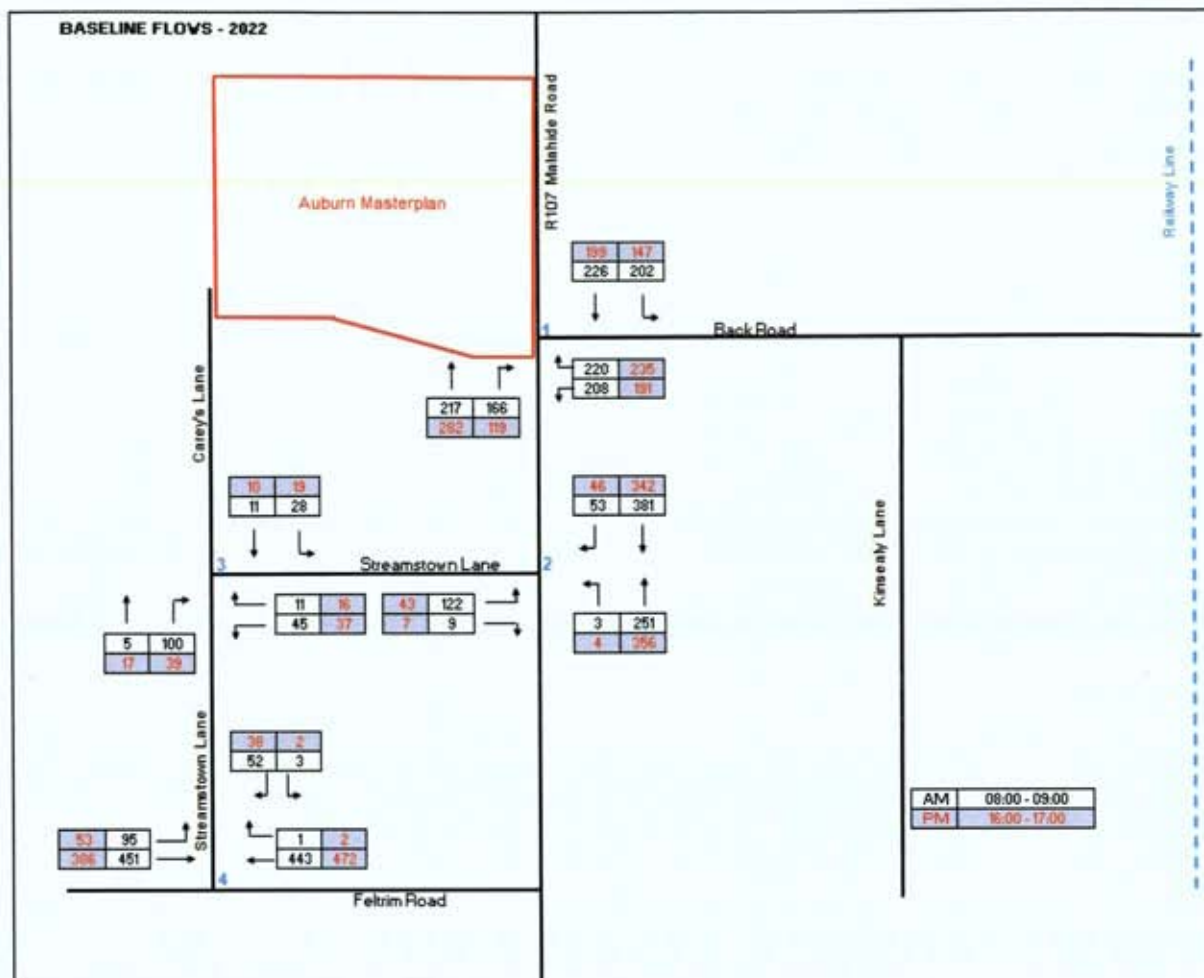 BASELINE FLOWS - 2022
R107 Malahide Road
Railway Line
Auburn Masterplan
199 147
226 202
1
Back Road
220 235
208 191
Carey's Lane
217 166
282 119
10 19
11 28
46 342
53 381
3
Streamstown Lane
2
Kinsealy Lane
11 16
45 37
43 122
7 9
3 251
4 356
5 100
17 39
Streamstown Lane
2
52 3
AM 08:00 - 09:00
PM 16:00 - 17:00
53 95
386 451
1 2
443 472
4
Feltrim Road